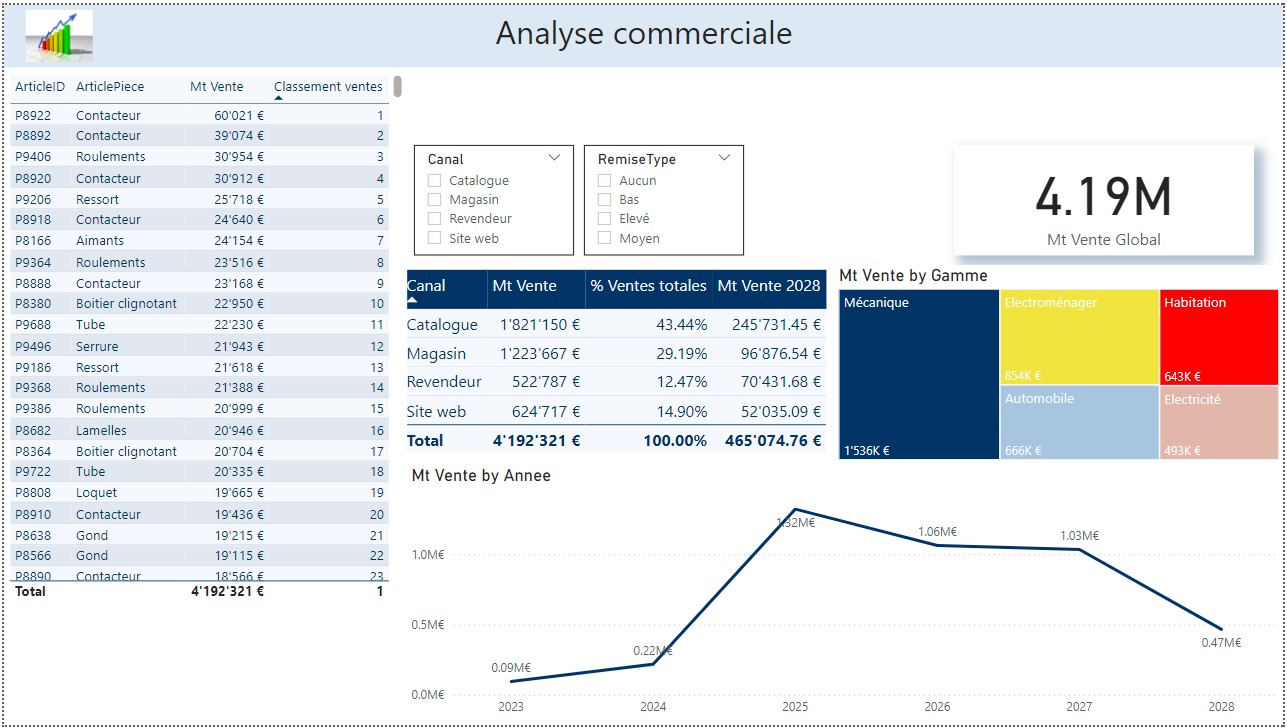 Analyse commerciale
ArticleID ArticlePiece Mt Vente Classement ventes
P8922 Contacteur 60'021 € 1
P8892 Contacteur 39'074 € 2
P9406 Roulements 30'954 € 3
P8920 Contacteur 30'912 € 4
P9206 Ressort 25'718 € 5
P8918 Contacteur 24'640 € 6
P8166 Aimants 24'154 € 7
P9364 Roulements 23'516 € 8
P8888 Contacteur 23'168 € 9
P8380 Boitier clignotant 22'950 € 10
P9688 Tube 22'230 € 11
P9496 Serrure 21'943 € 12
P9186 Ressort 21'618 € 13
P9368 Roulements 21'388 € 14
P9386 Roulements 20'999 € 15
P8682 Lamelles 20'946 € 16
P8364 Boitier clignotant 20'704 € 17
P9722 Tube 20'335 € 18
P8808 Loquet 19'665 € 19
P8910 Contacteur 19'436 € 20
P8638 Gond 19'215 € 21
P8566 Gond 19'115 € 22
P8890 Contacteur 18'566 € 23
Total 4'192'321 € 1
Canal
Catalogue
Magasin
Revendeur
Site web
RemiseType
Aucun
Bas
Elevé
Moyen
4.19M
Mt Vente Global
Canal Mt Vente % Ventes totales Mt Vente 2028
Catalogue 1'821'150 € 43.44% 245'731.45 €
Magasin 1'223'667 € 29.19% 96'876.54 €
Revendeur 522'787 € 12.47% 70'431.68 €
Site web 624'717 € 14.90% 52'035.09 €
Total 4'192'321 € 100.00% 465'074.76 €
Mt Vente by Gamme
Mécanique
1'536K €
Electroménager
854K €
Automobile
666K €
Habitation
643K €
Electricité
493K €
Mt Vente by Annee
1.0M€
0.5M€
0.0M€
0.09M€
0.22M€
1.32M€
1.06M€
1.03M€
0.47M€
2023 2024 2025 2026 2027 2028